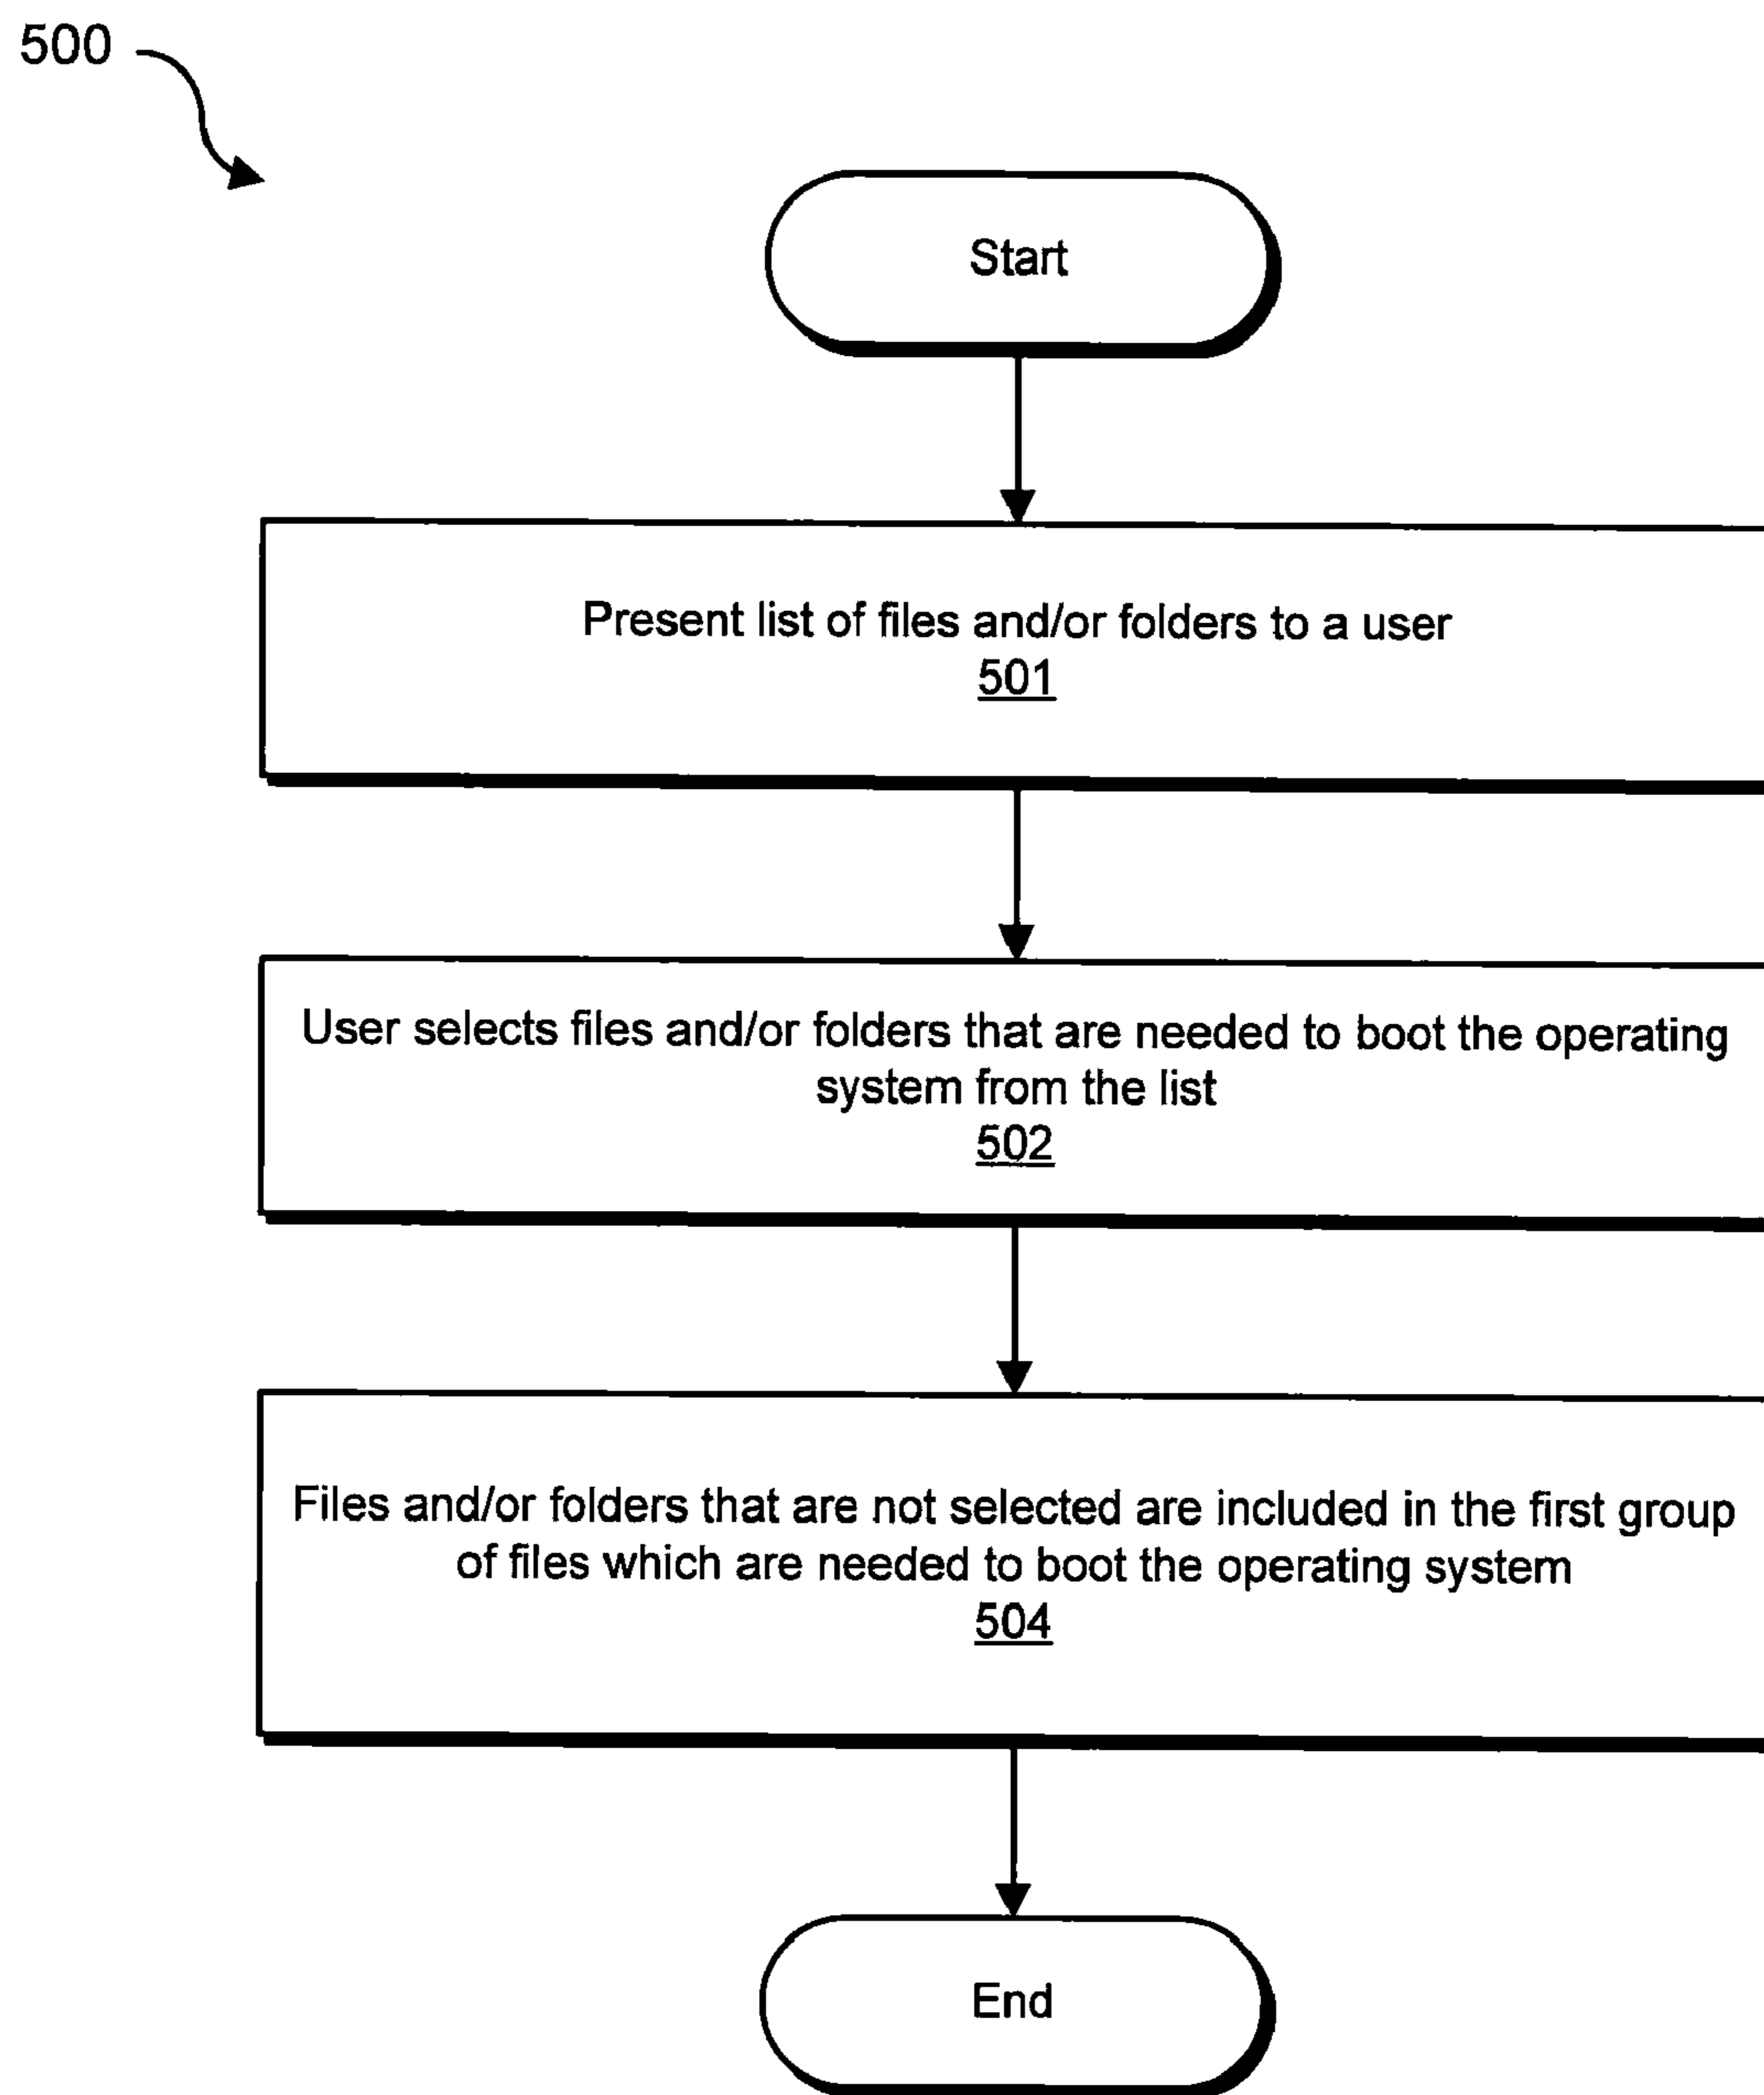 500
Start
Present list of files and/or folders to a user
501
User selects files and/or folders that are needed to boot the operating
system from the list
502
Files and/or folders that are not selected are included in the first group
of files which are needed to boot the operating system
504
End